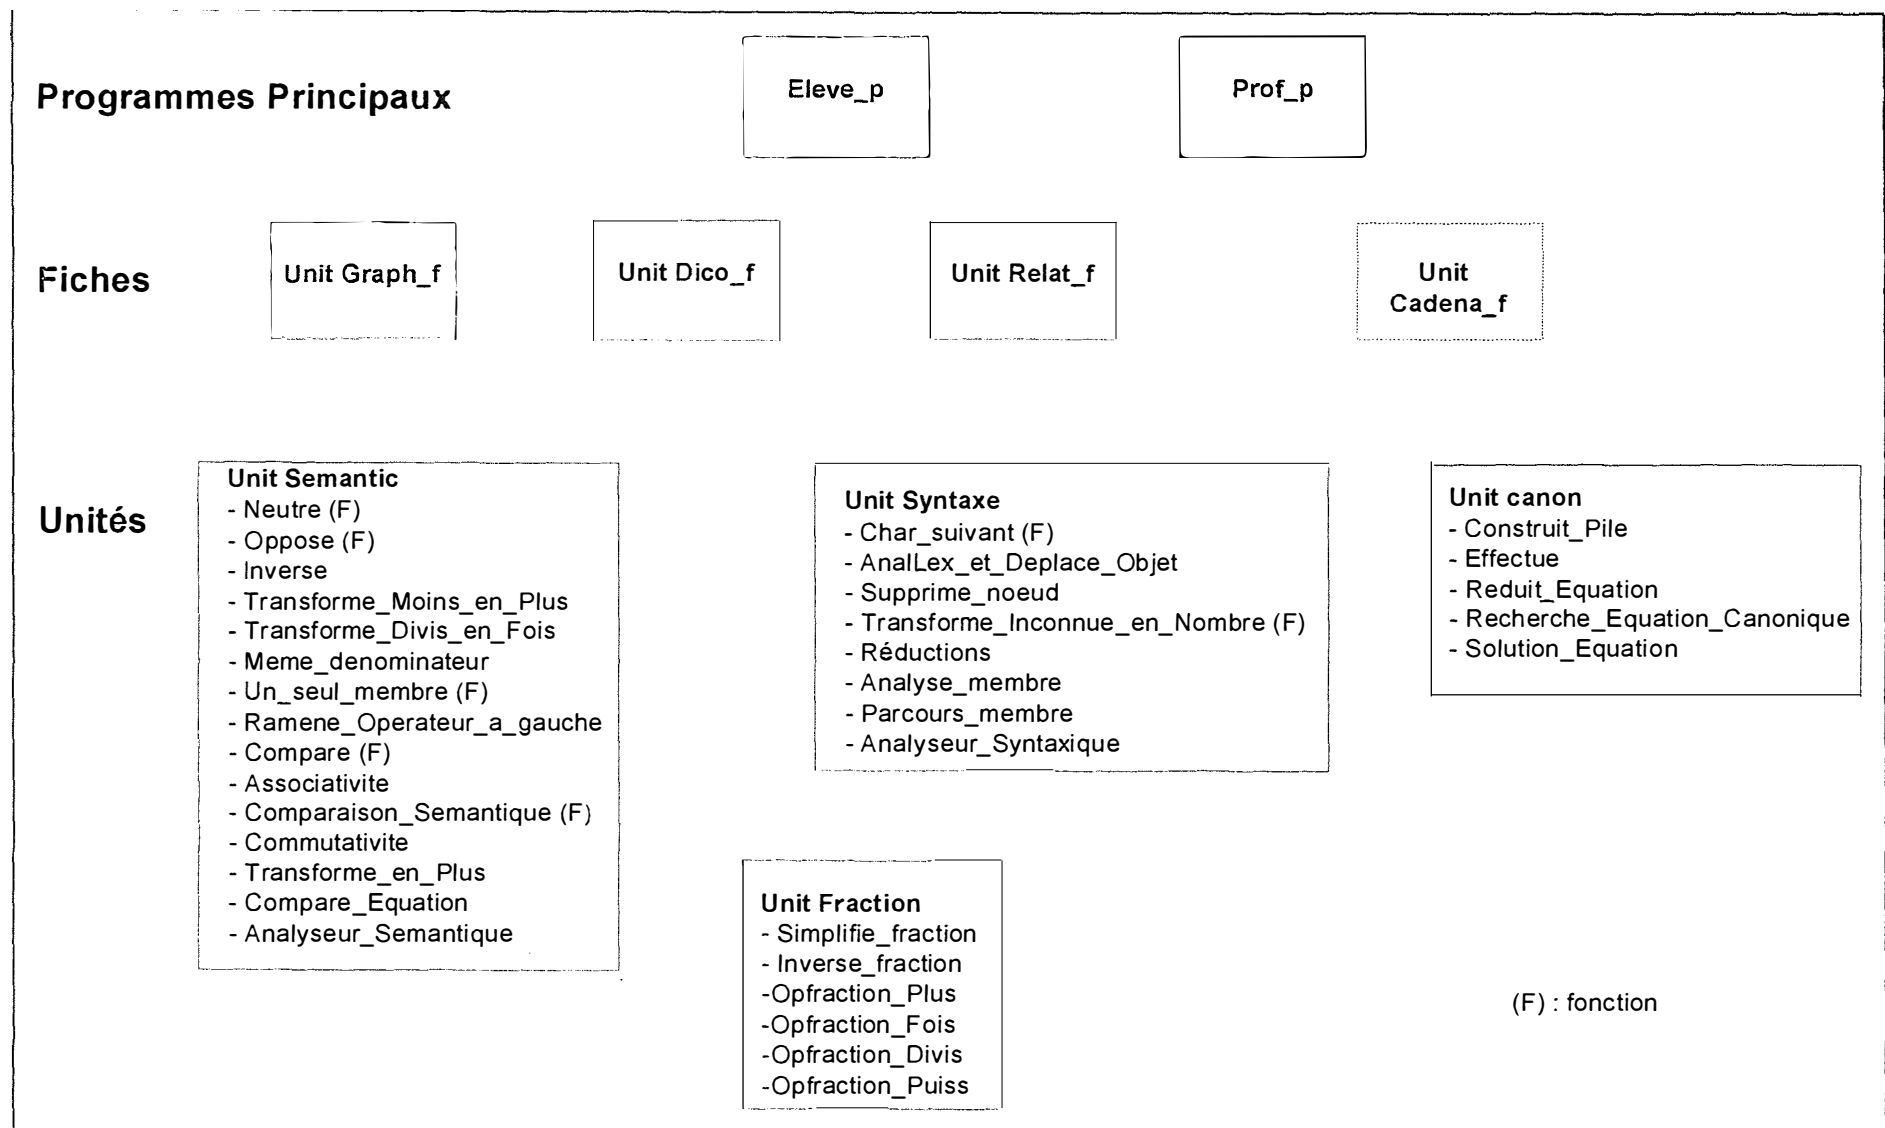 Programmes Principaux
Eleve_p
Prof_p
Fiches
Unit Graph_f
Unit Dico_f
Unit Relat_f
Unit
Cadena_f
Unités
Unit Semantic
- Neutre (F)
- Oppose (F)
- Inverse
- Transforme_Moins_en_Plus
- Transforme_Divis_en_Fois
- Meme_denominateur
- Un_seul_membre (F)
- Ramene_Operateur_a_gauche
- Compare (F)
- Associativite
- Comparaison_Semantique (F)
- Commutativite
- Transforme_en_Plus
- Compare_Equation
- Analyseur_Semantique
Unit Syntaxe
- Char_suivant (F)
- AnalLex_et_Deplace_Objet
- Supprime_noeud
- Transforme_Inconnue_en_Nombre (F)
- Réductions
- Analyse_membre
- Parcours_membre
- Analyseur_Syntaxique
Unit canon
- Construit_Pile
- Effectue
- Reduit_Equation
- Recherche_Equation_Canonique
- Solution_Equation
Unit Fraction
- Simplifie_fraction
- Inverse_fraction
-Opfraction_Plus
-Opfraction_Fois
-Opfraction_Divis
-Opfraction_Puiss
(F) : fonction